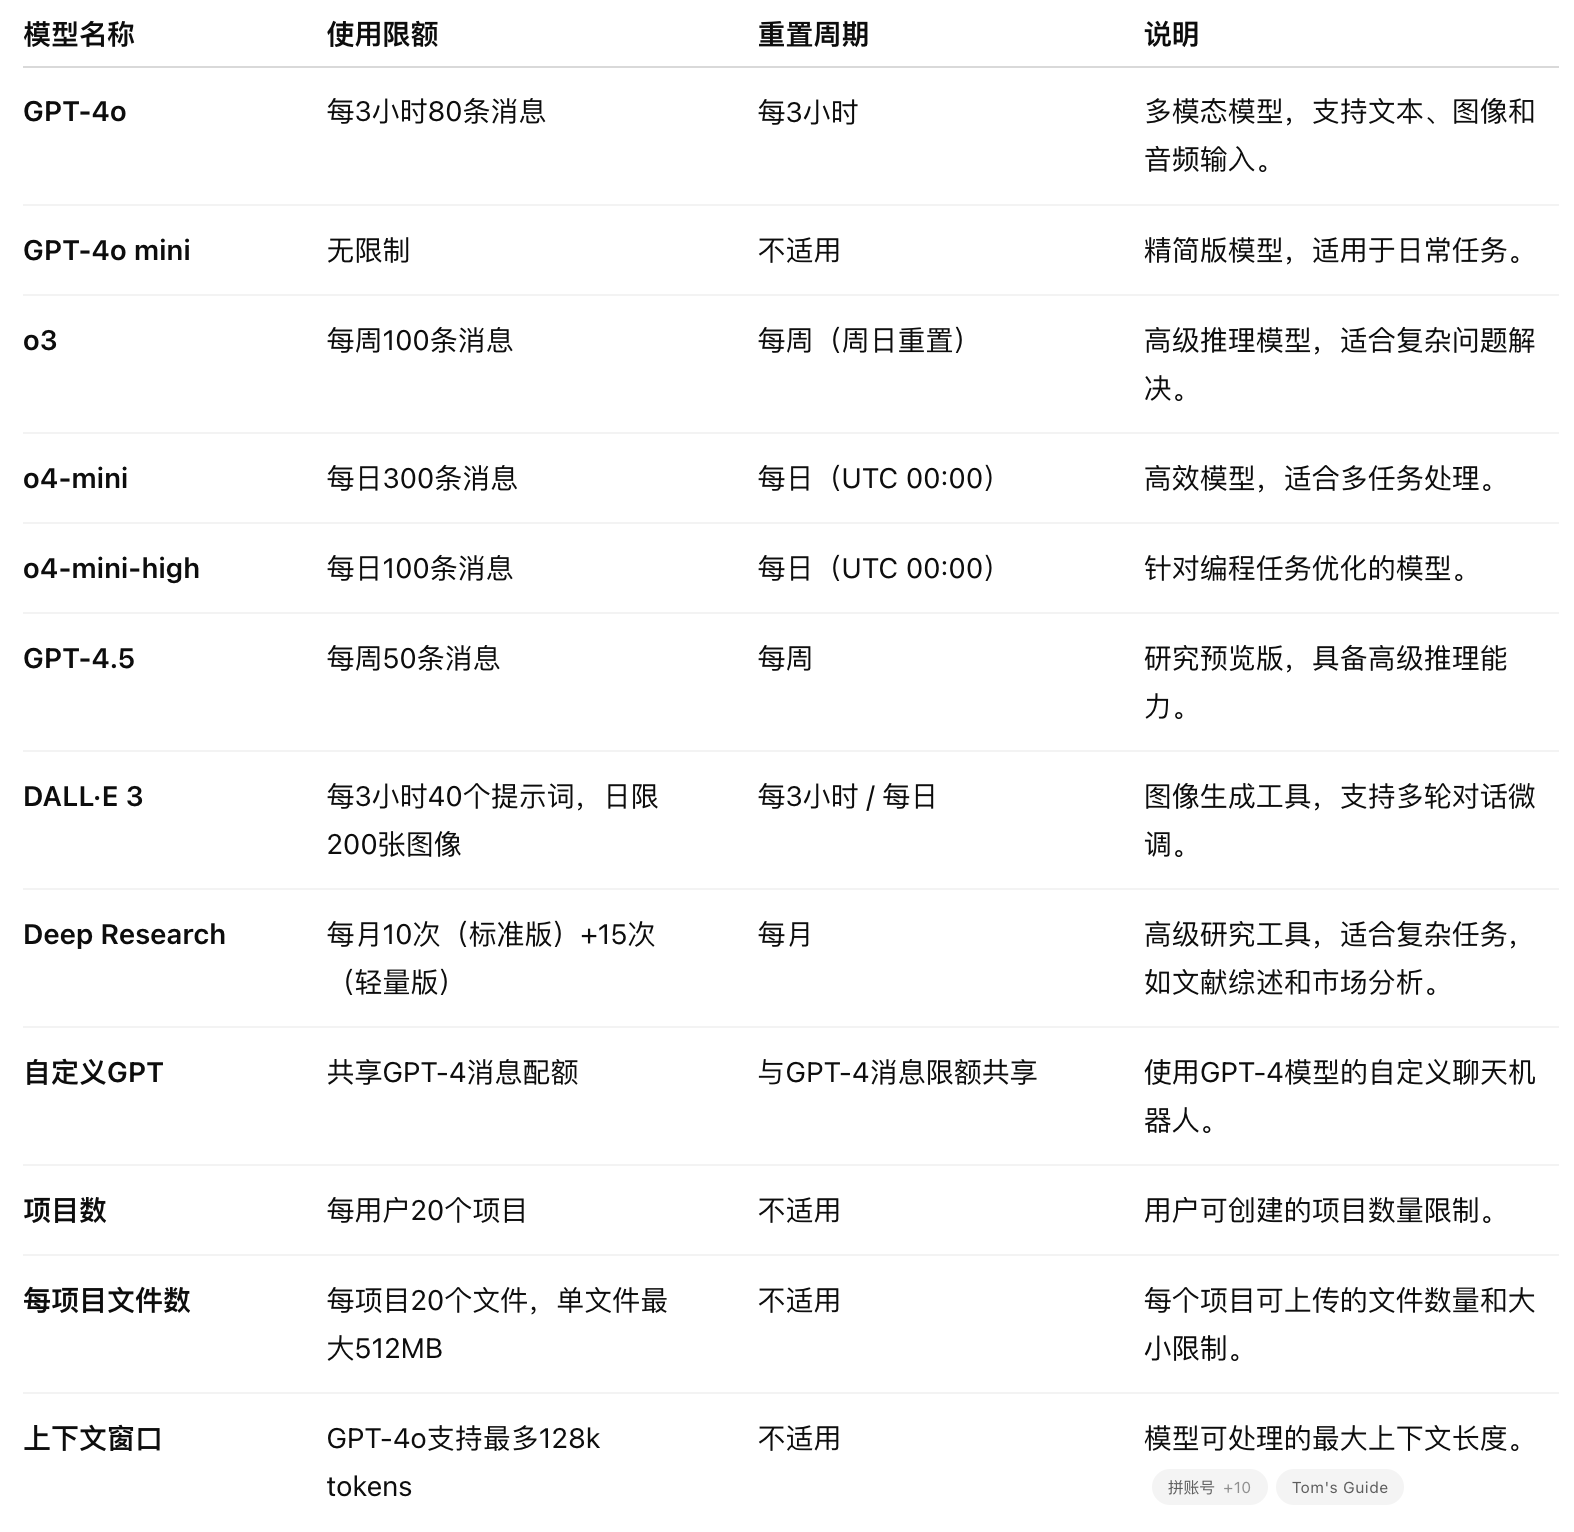 模型名称 使用限额 重置周期 说明
GPT-4o 每3小时80条消息 每3小时 多模态模型，支持文本、图像和
音频输入。
GPT-4o mini 无限制 不适用 精简版模型，适用于日常任务。
o3 每周100条消息 每周（周日重置） 高级推理模型，适合复杂问题解
决。
o4-mini 每日300条消息 每日（UTC 00:00） 高效模型，适合多任务处理。
o4-mini-high 每日100条消息 每日（UTC 00:00） 针对编程任务优化的模型。
GPT-4.5 每周50条消息 每周 研究预览版，具备高级推理能
力。
DALL·E 3 每3小时40个提示词，日限 每3小时 / 每日 图像生成工具，支持多轮对话微
200张图像 调。
Deep Research 每月10次（标准版）+15次 每月 高级研究工具，适合复杂任务，
（轻量版） 如文献综述和市场分析。
自定义GPT 共享GPT-4消息配额 与GPT-4消息限额共享 使用GPT-4模型的自定义聊天机
器人。
项目数 每用户20个项目 不适用 用户可创建的项目数量限制。
每项目文件数 每项目20个文件，单文件最 不适用 每个项目可上传的文件数量和大
大512MB 小限制。
上下文窗口 GPT-4o支持最多128k 不适用 模型可处理的最大上下文长度。
tokens 拼账号 +10 Tom's Guide